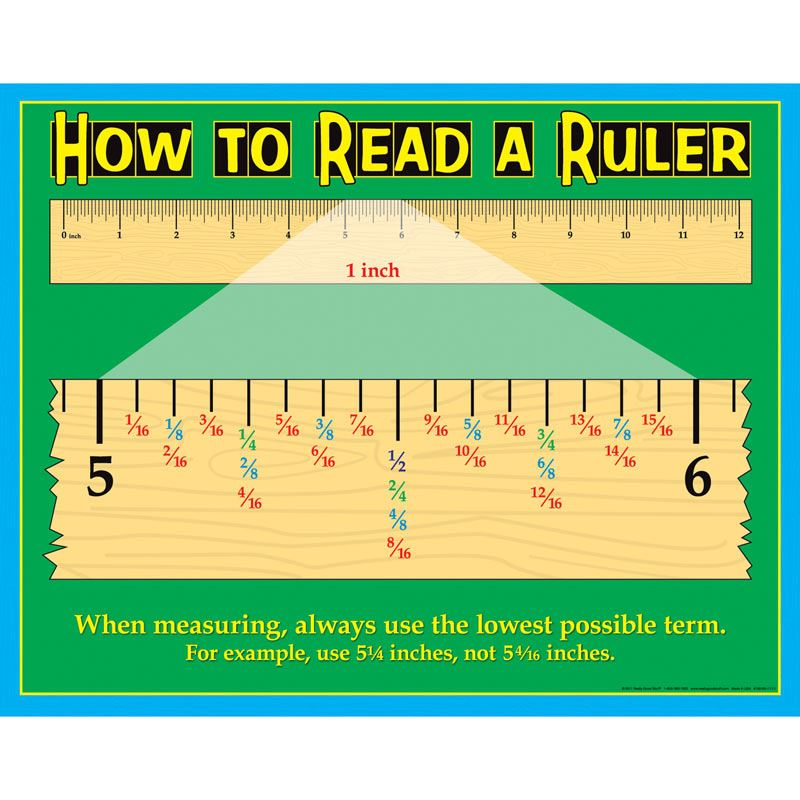 HOW TO READ A RULER
0 inch 1 2 3 4 5 6 7 8 9 10 11 12
1 inch
1/16 1/8 3/16 1/4 5/16 3/8 7/16 1/2 9/16 5/8 11/16 3/4 13/16 7/8 15/16
2/16 2/8 6/16 2/4 10/16 6/8 14/16
4/16 4/8 12/16
8/16
5 6
When measuring, always use the lowest possible term.
For example, use 5 1/4 inches, not 5 4/16 inches.